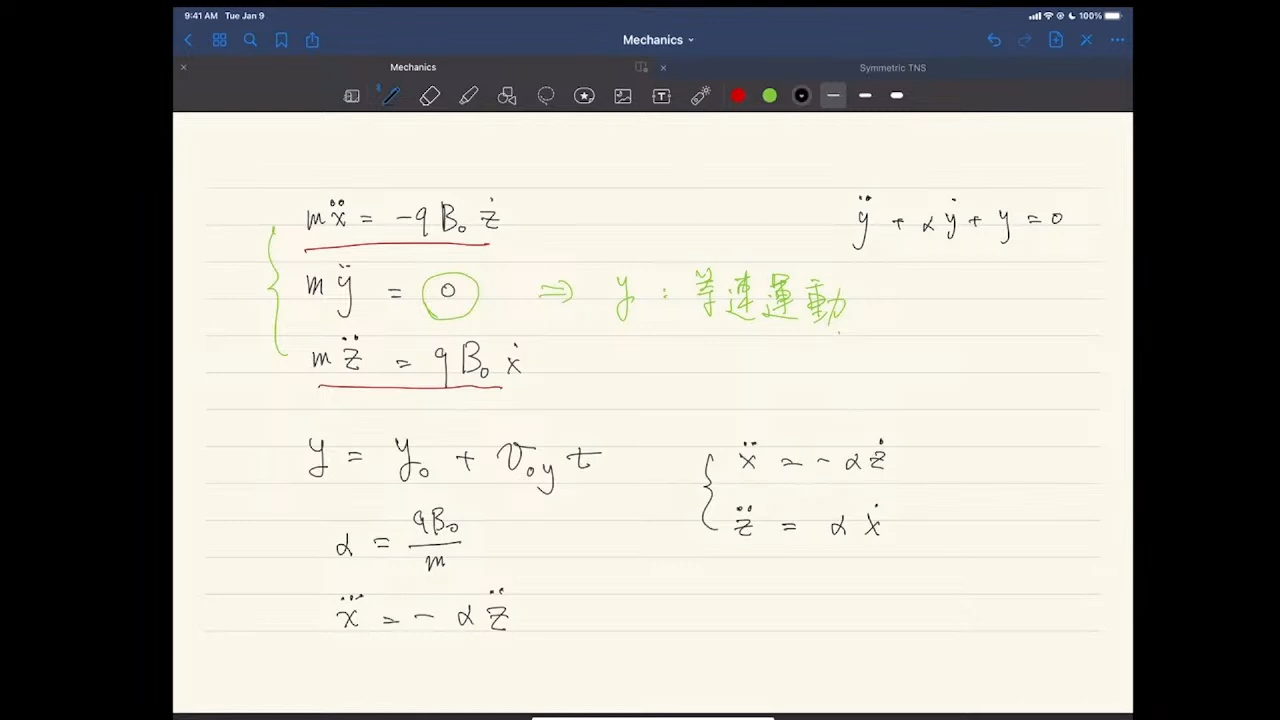 9:41 AM Tue Jan 9
100%
Mechanics
Mechanics
Symmetric TNS
mẍ = -qB₀ż
ÿ + αẏ + y = 0
mÿ = 0 ⇒ y : 等速運動
mz̈ = qB₀ẋ
y = y₀ + v₀yt
ẍ = -αż
z̈ = αẋ
α = qB₀/m
x⃛ = -αz̈